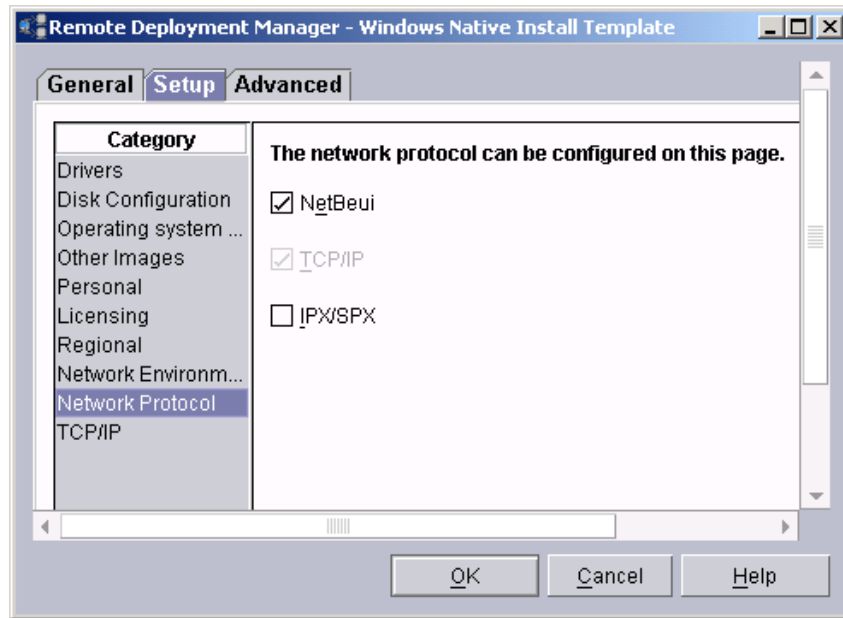 Remote Deployment Manager - Windows Native Install Template
General Setup Advanced
Category
Drivers
Disk Configuration
Operating system ...
Other Images
Personal
Licensing
Regional
Network Environm...
Network Protocol
TCP/IP
The network protocol can be configured on this page.
NetBeui
TCP/IP
IPX/SPX
OK Cancel Help